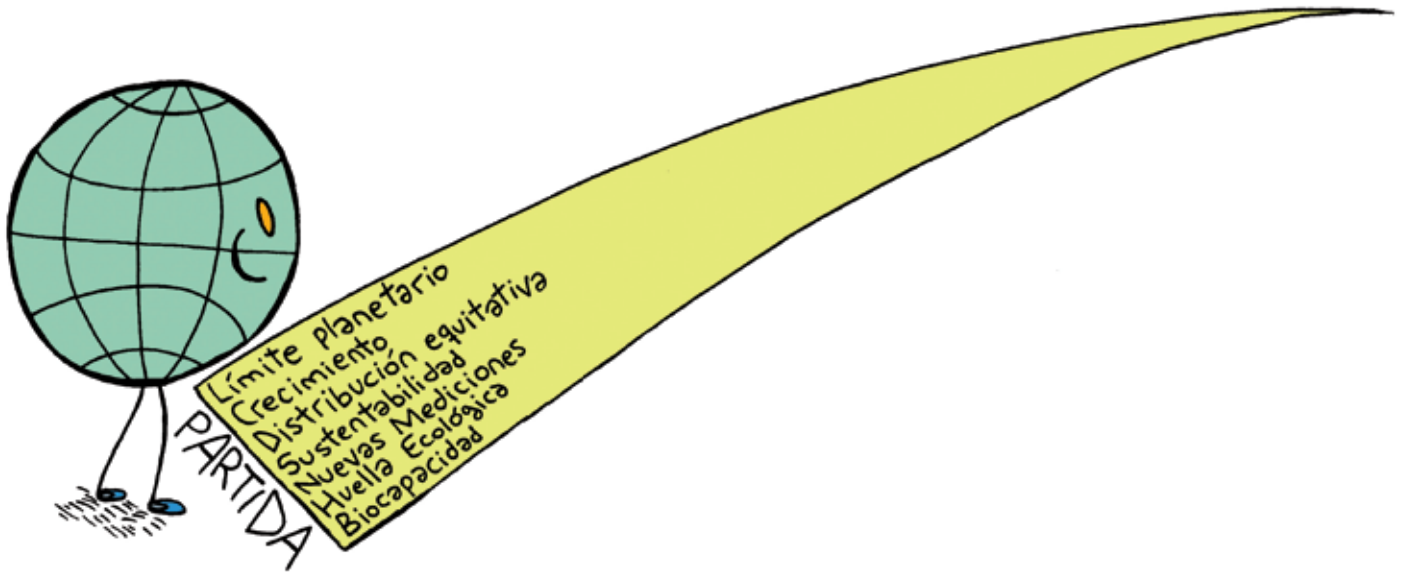 Límite planetario
Crecimiento
Distribución equitativa
Sustentabilidad
Nuevas Mediciones
Huella Ecológica
Biocapacidad
PARTIDA